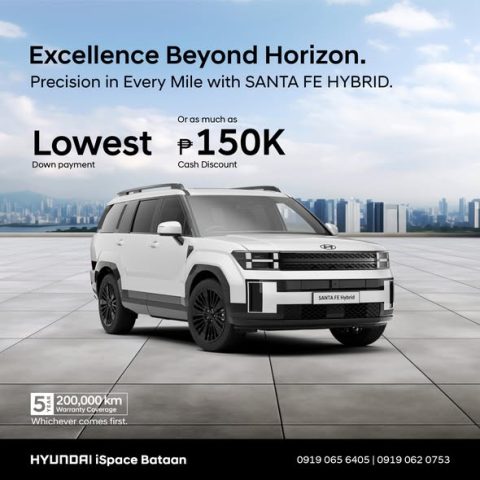 Excellence Beyond Horizon.
Precision in Every Mile with SANTA FE HYBRID.
Lowest
Down payment
Or as much as
₱150K
Cash Discount
SANTA FE Hybrid
5 YEARS
200,000 km
Warranty Coverage
Whichever comes first.
HYUNDAI iSpace Bataan
0919 065 6405 | 0919 062 0753